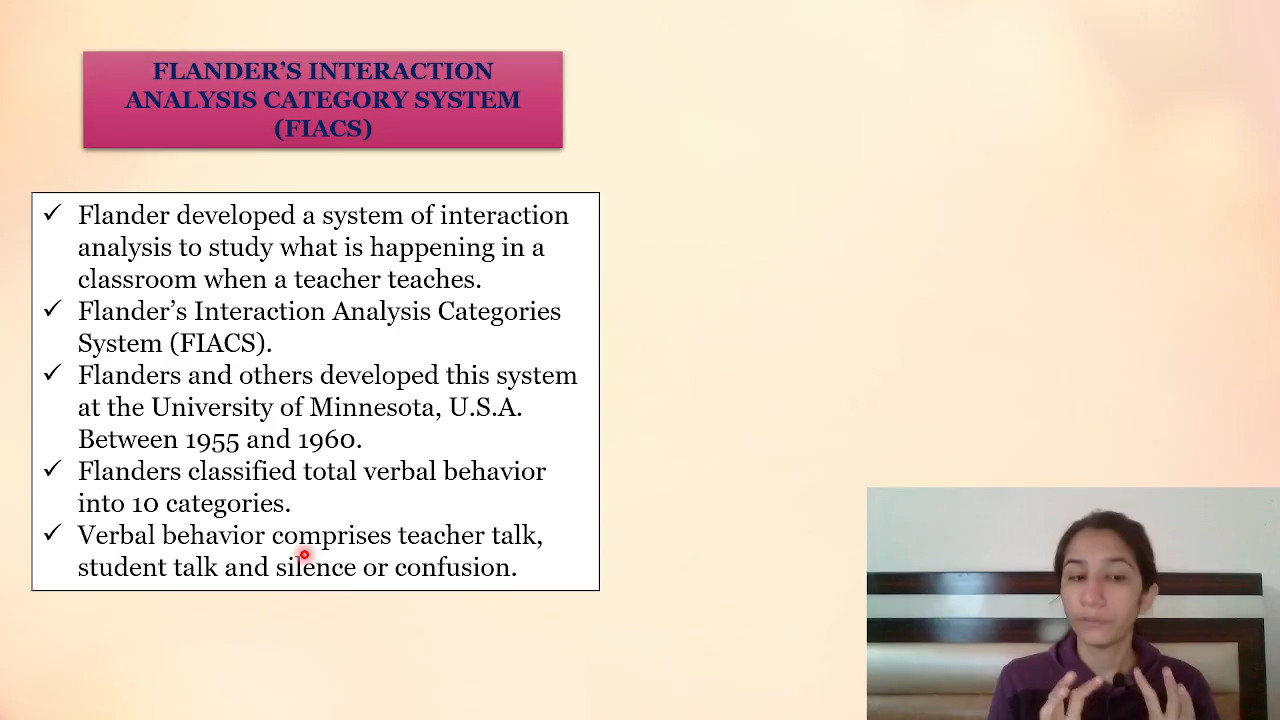 FLANDER’S INTERACTION
ANALYSIS CATEGORY SYSTEM
(FIACS)
✓ Flander developed a system of interaction
analysis to study what is happening in a
classroom when a teacher teaches.
✓ Flander’s Interaction Analysis Categories
System (FIACS).
✓ Flanders and others developed this system
at the University of Minnesota, U.S.A.
Between 1955 and 1960.
✓ Flanders classified total verbal behavior
into 10 categories.
✓ Verbal behavior comprises teacher talk,
student talk and silence or confusion.